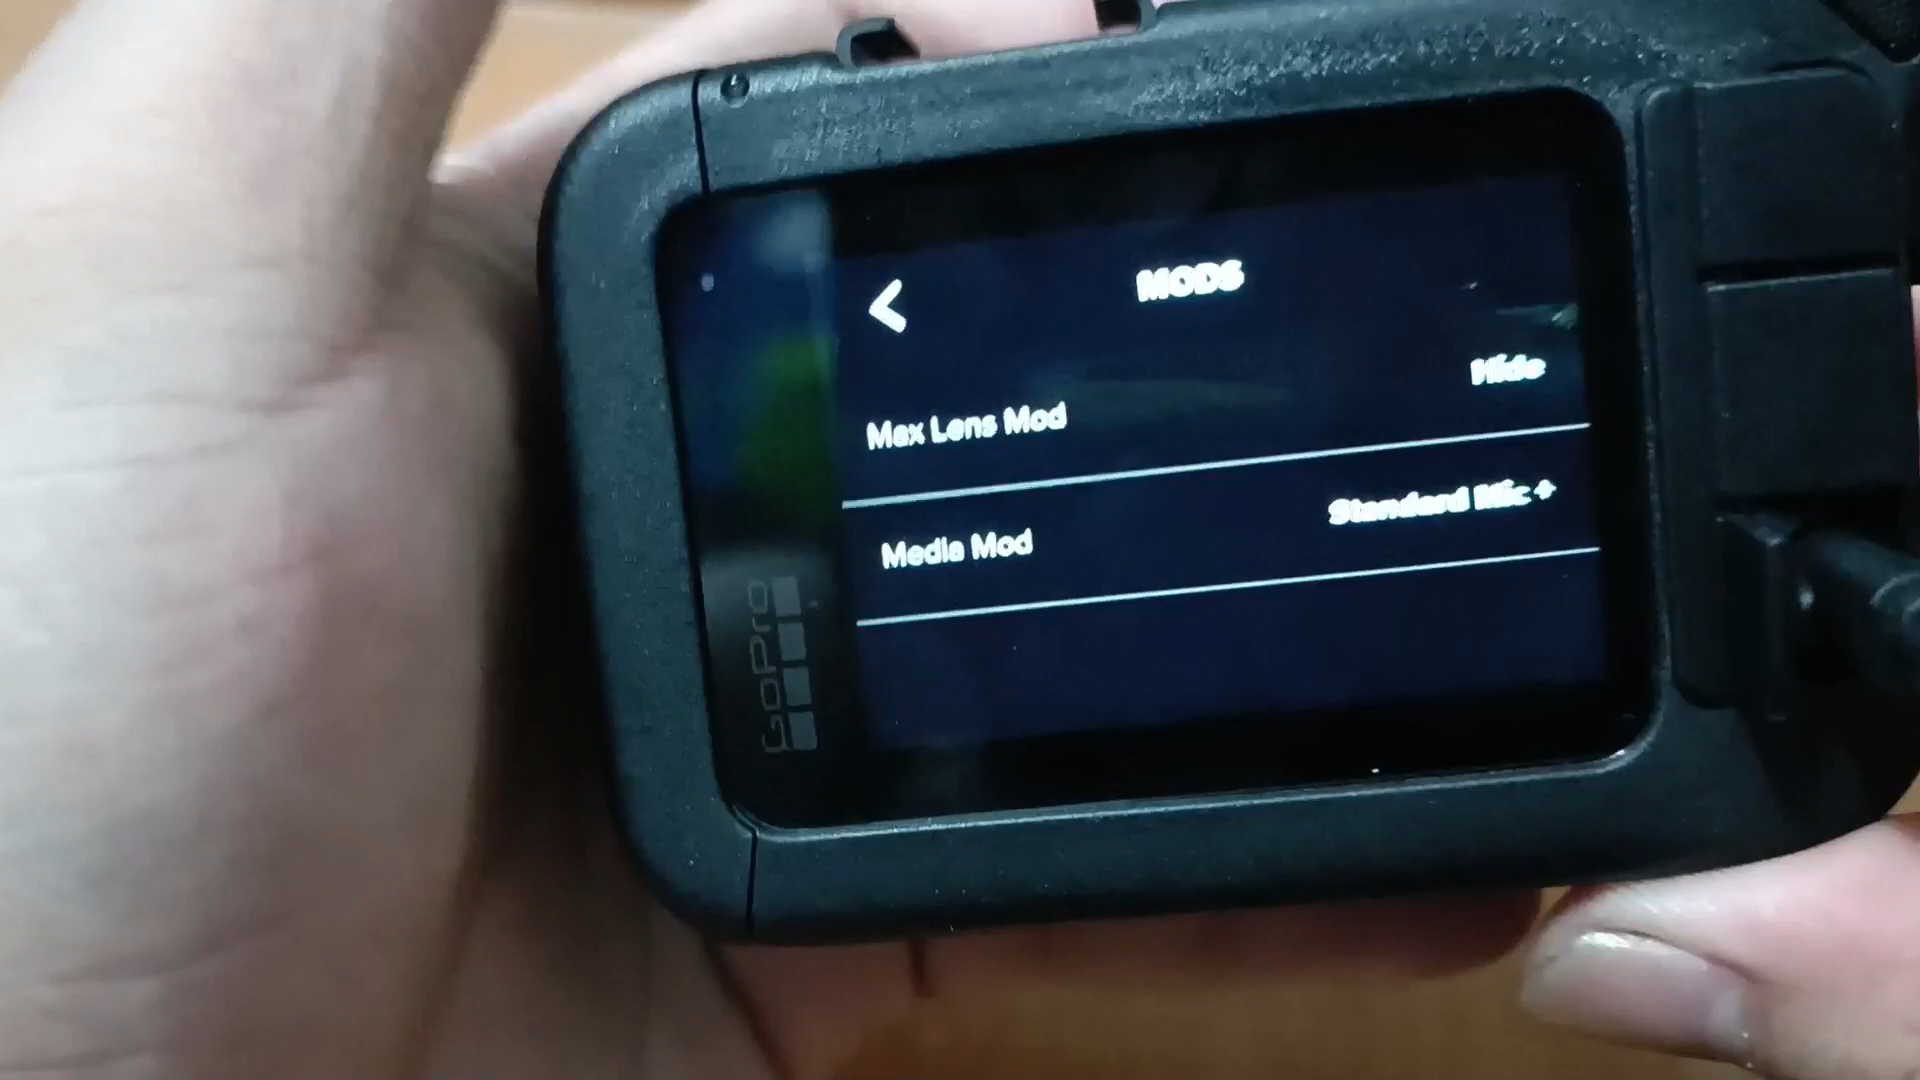 MODS
Hide
Max Lens Mod
Standard Mic +
Media Mod
GoPro